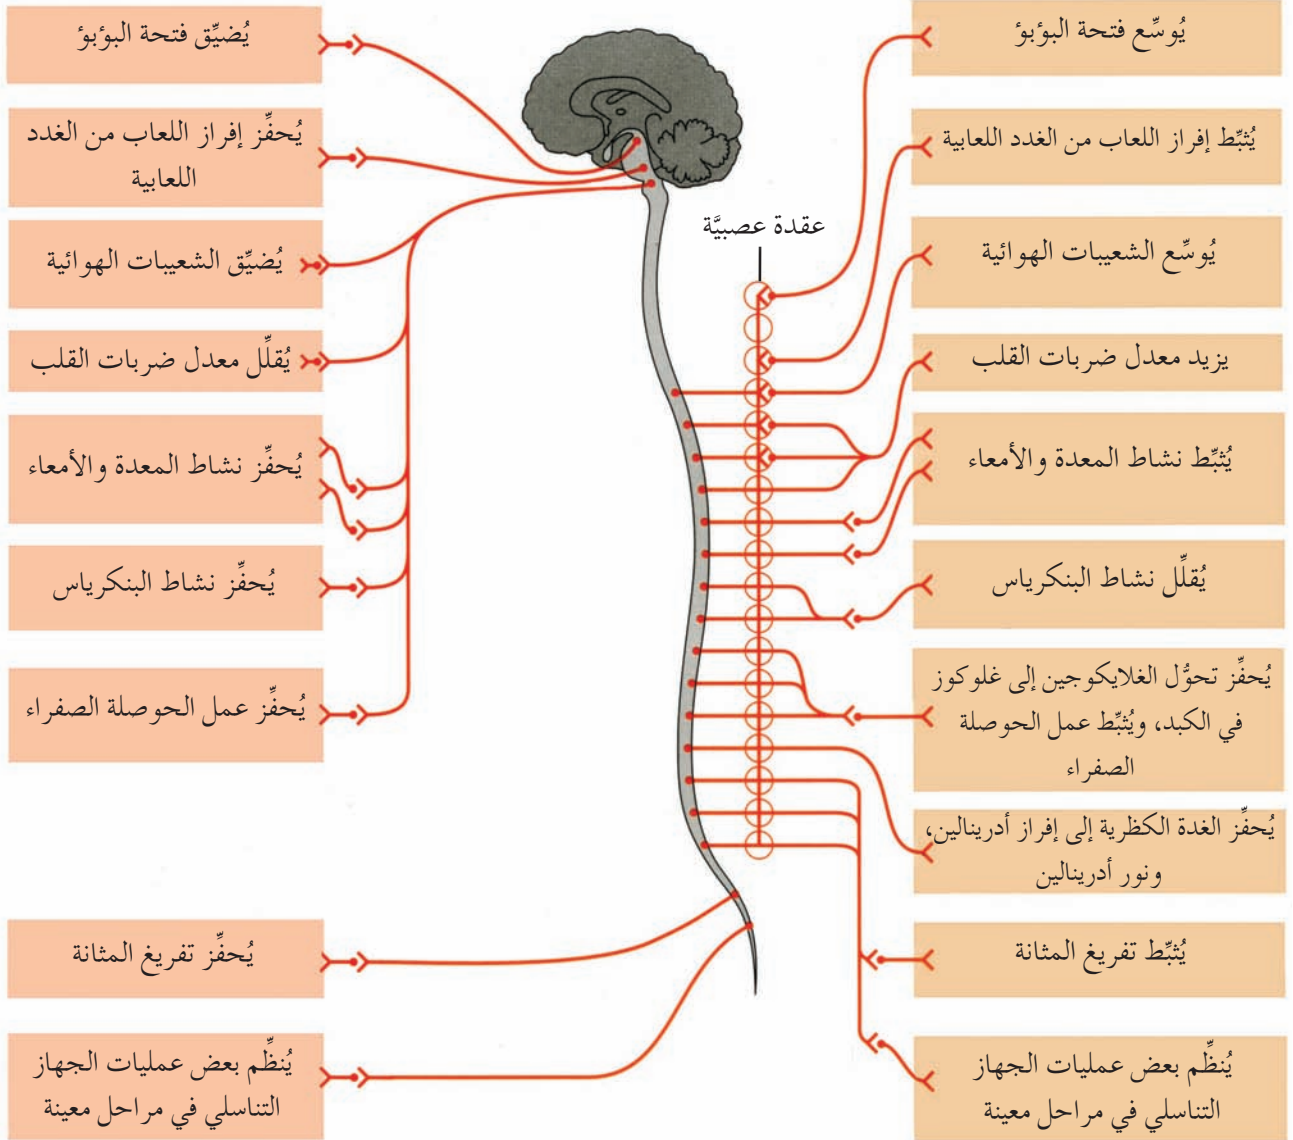 يُوسِّع فتحة البؤبؤ
يُثبِّط إفراز اللعاب من الغدد اللعابية
يُوسِّع الشعيبات الهوائية
يزيد معدل ضربات القلب
يُثبِّط نشاط المعدة والأمعاء
يُقلِّل نشاط البنكرياس
يُحفِّز تحوُّل الغلايكوجين إلى غلوكوز
في الكبد، ويُثبِّط عمل الحوصلة
الصفراء
يُحفِّز الغدة الكظرية إلى إفراز أدرينالين،
ونور أدرينالين
يُثبِّط تفريغ المثانة
يُنظِّم بعض عمليات الجهاز
التناسلي في مراحل معينة
عقدة عصبيَّة
يُضيِّق فتحة البؤبؤ
يُحفِّز إفراز اللعاب من الغدد
اللعابية
يُضيِّق الشعيبات الهوائية
يُقلِّل معدل ضربات القلب
يُحفِّز نشاط المعدة والأمعاء
يُحفِّز نشاط البنكرياس
يُحفِّز عمل الحوصلة الصفراء
يُحفِّز تفريغ المثانة
يُنظِّم بعض عمليات الجهاز
التناسلي في مراحل معينة